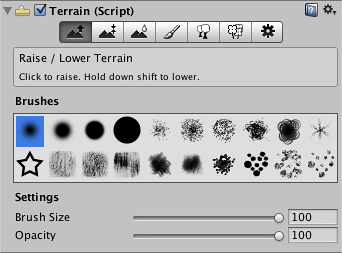 Terrain (Script)
Raise / Lower Terrain
Click to raise. Hold down shift to lower.
Brushes
Settings
Brush Size 100
Opacity 100